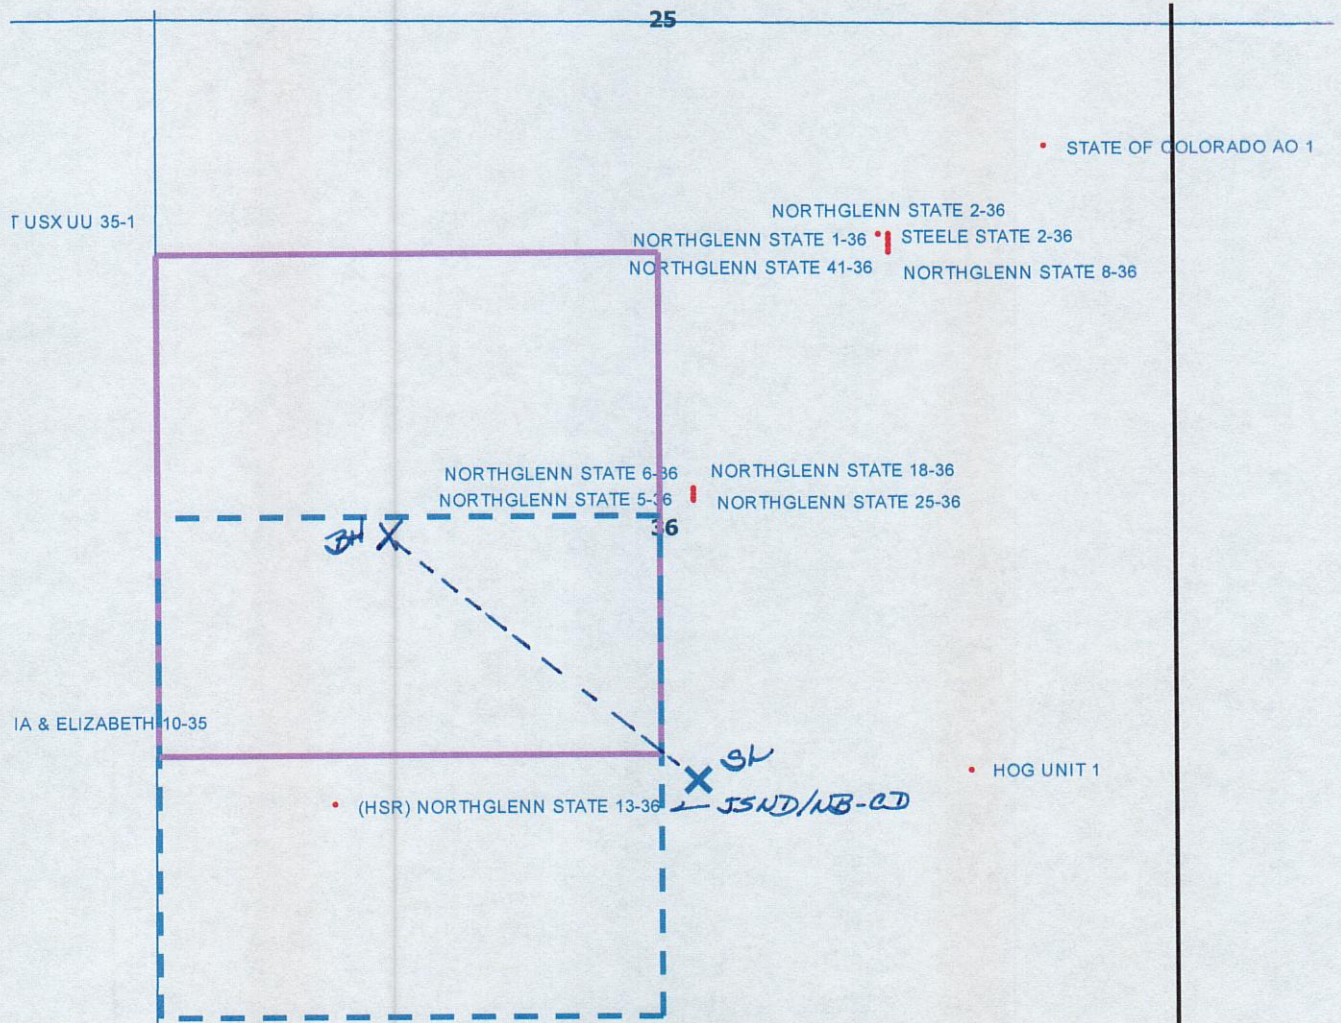 25
STATE OF COLORADO AO 1
T USX UU 35-1
NORTHGLENN STATE 2-36
NORTHGLENN STATE 1-36
STEELE STATE 2-36
NORTHGLENN STATE 41-36
NORTHGLENN STATE 8-36
NORTHGLENN STATE 6-36
NORTHGLENN STATE 18-36
NORTHGLENN STATE 5-36
NORTHGLENN STATE 25-36
36
BH X
IA & ELIZABETH 10-35
SL
X
HOG UNIT 1
(HSR) NORTHGLENN STATE 13-36
JSND/NB-CD